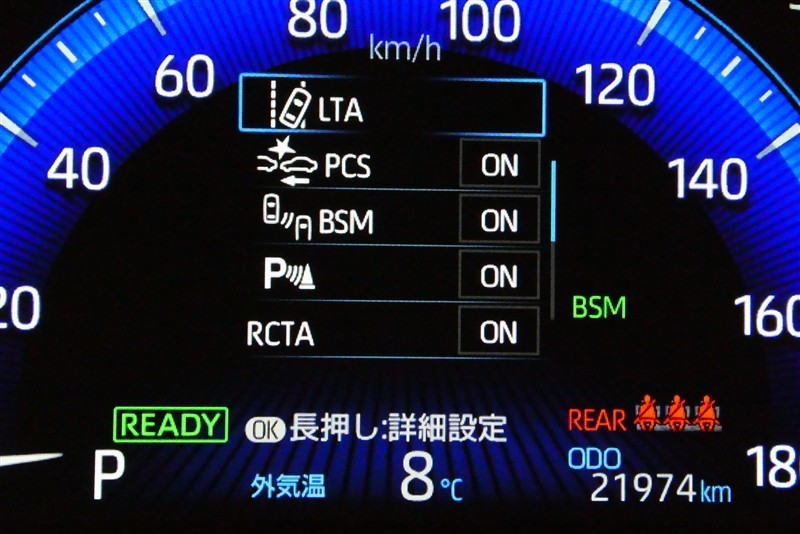 80
100
km/h
60
120
LTA
40
PCS ON
140
BSM ON
P ON
20
BSM
160
RCTA ON
READY
OK 長押し:詳細設定
REAR
P
外気温 8℃
ODO
21974km
180